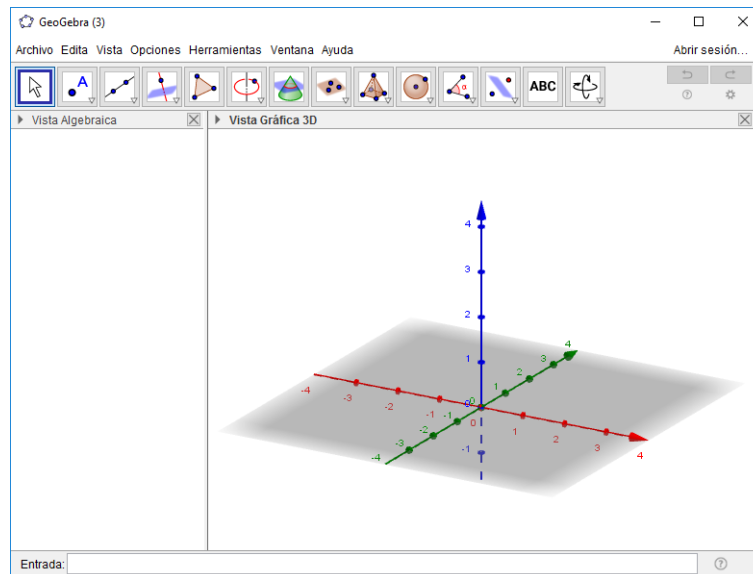 GeoGebra (3)
Archivo Edita Vista Opciones Herramientas Ventana Ayuda Abrir sesión...
A α ABC
Vista Algebraica
Vista Gráfica 3D
4
3
2
1
0
-1
-4 -3 -2 -1 0 1 2 3 4
-4 -3 -2 -1 0 1 2 3 4
Entrada: